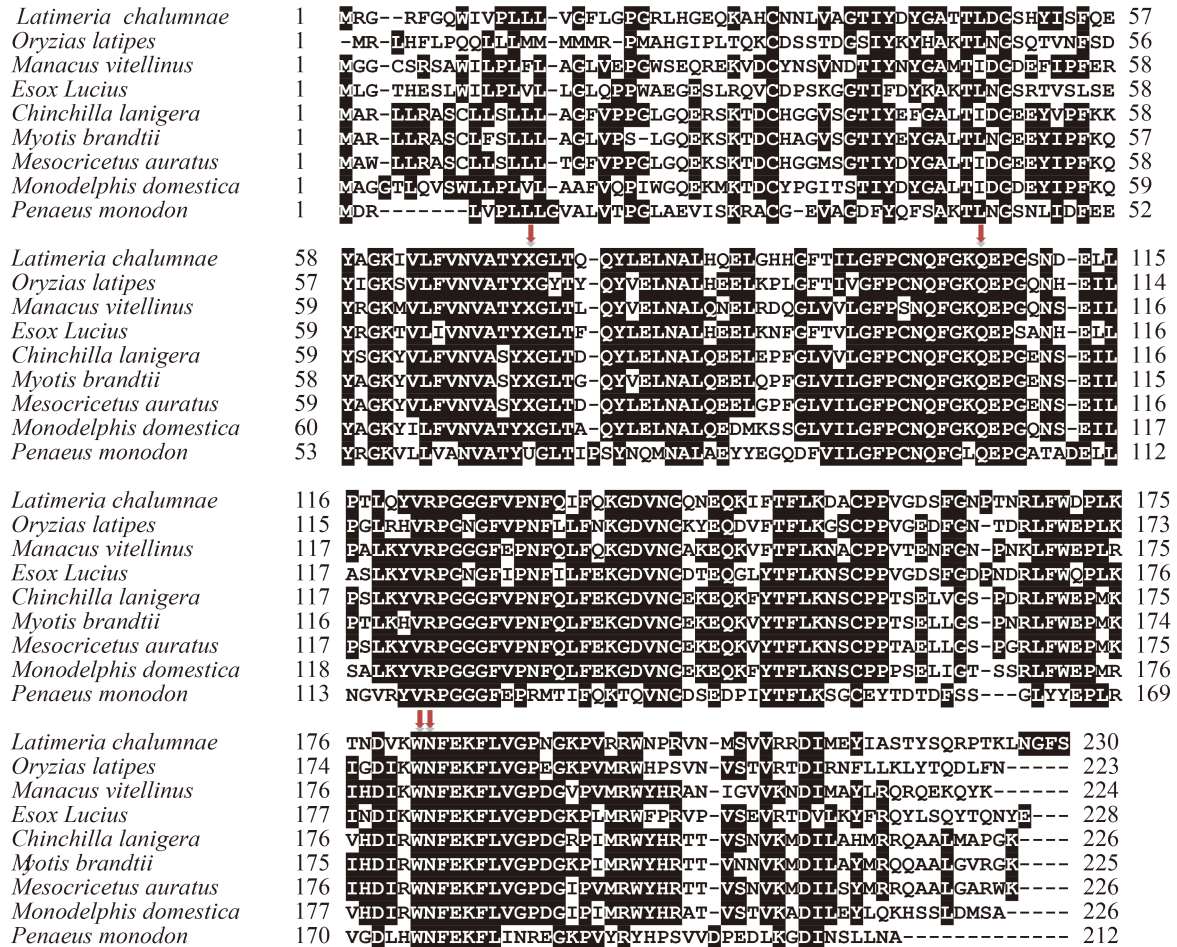 Latimeria chalumnae 1 MRG--RFGQWIVPLLLL-VGFLGPGRLHGEQKAHCNNLVAGTIYDYGATTLDGSHYISFQE 57
Oryzias latipes 1 -MR-LHFLPQQLLLMM-MMMR-PMAHGIPLTQKCDSSTDGSIYKYHAKTLNGSQTVNFSD 56
Manacus vitellinus 1 MGG-CSRSAWILPLFL-AGLVEPGWSEQREKVDCYNSVNDTIYNYGAMTIDGDEFIPFER 58
Esox Lucius 1 MLG-THESLWILPLVL-LGLQPPWAEGESLRQVCDPSKGGTIFDYKAKTLNGSRTVSLSE 58
Chinchilla lanigera 1 MAR-LLRASCLLSLLL-AGFVPPGLGQERSKTDCHGGVSGTIYEFGALTIDGEEYVPFKK 58
Myotis brandtii 1 MAR-LLRASCLFSLLL-AGLVPS-LGQEKSKTDCHAGVSGTIYEYGALTLNGEEYIPFKQ 57
Mesocricetus auratus 1 MAW-LLRASCLLSLLL-TGFVPPGLGQEKSKTDCHGGMSGTIYDYGALTIDGEEYIPFKQ 58
Monodelphis domestica 1 MAGGTLQVSWLLPLVL-AAFVQPIWGQEKMKTDCYPGITSTIYDYGALTIDGDEYIPFKQ 59
Penaeus monodon 1 MDR-------LVPLLLGVALVTPGLAEVISKRACG-EVAGDFYQFSAKTLNGSNLIDFEE 52
Latimeria chalumnae 58 YAGKIVLFVNVATYXGLTQ-QYLELNALHQELGHHGFTILGFPCNQFGKQEPGSND-ELL 115
Oryzias latipes 57 YIGKSVLFVNVATYXGYTY-QYVELNALHEELKPLGFTIVGFPCNQFGKQEPGQNH-EIL 114
Manacus vitellinus 59 YRGKMVLFVNVATYXGLTL-QYLELNALQNELRDQGLVVLGFPSNQFGKQEPGQNS-EIL 116
Esox Lucius 59 YRGKTVLIVNVATYXGLTF-QYLELNALHEELKNFGFTVLGFPCNQFGKQEPSANH-ELL 116
Chinchilla lanigera 59 YSGKYVLFVNVASYXGLTD-QYLELNALQEELEPFGLVVLGFPCNQFGKQEPGENS-EIL 116
Myotis brandtii 58 YAGKYVLFVNVASYXGLTG-QYVELNALQEELQPFGLVILGFPCNQFGKQEPGENS-EIL 115
Mesocricetus auratus 59 YAGKYVLFVNVASYXGLTD-QYLELNALQEELGPFGLVILGFPCNQFGKQEPGENS-EIL 116
Monodelphis domestica 60 YAGKYILFVNVATYXGLTA-QYLELNALQEDMKSSGLVILGFPCNQFGKQEPGQNS-EIL 117
Penaeus monodon 53 YRGKVLLVANVATYUGLTIPSYNQMNALAEYYEGQDFVILGFPCNQFGLQEPGATADELL 112
Latimeria chalumnae 116 PTLQYVRPGGGFVPNFQIFQKGDVNGQNEQKIFTFLKDACPPVGDSFGNPTNRLFWDPLK 175
Oryzias latipes 115 PGLRHVRPGNGFVPNFLLFNKGDVNGKYEQDVFTFLKGSCPPVGEDFGN-TDRLFWEPLK 173
Manacus vitellinus 117 PALKYVRPGGGFEPNFQLFQKGDVNGAKEQKVFTFLKNACPPVTENFGN-PNKLFWEPLR 175
Esox Lucius 117 ASLKYVRPGNGFIPNFILFEKGDVNGDTEQGLYTFLKNSCPPVGDSFGDPNDRLFWQPLK 176
Chinchilla lanigera 117 PSLKYVRPGGGFVPNFQLFEKGDVNGEKEQKFYTFLKNSCPPTSELVGS-PDRLFWEPMK 175
Myotis brandtii 116 PTLKHVRPGGGFVPNFQLFEKGDVNGEKEQKVYTFLKNSCPPTSELLGS-PNRLFWEPMK 174
Mesocricetus auratus 117 PSLKYVRPGGGFVPNFQLFEKGDVNGEKEQKVYTFLKNSCPPTAELLGS-PGRLFWEPMK 175
Monodelphis domestica 118 SALKYVRPGGGFVPNFQLFEKGDVNGEKEQKFYTFLKNSCPPPSELIGT-SSRLFWEPMR 176
Penaeus monodon 113 NGVRYVRPGGGFEPRMTIFQKTQVNGDSEDPIYTFLKSGCEYTDTDFSS---GLYYEPLR 169
Latimeria chalumnae 176 TNDVKWNFEKFLVGPNGKPVRRWNPRVN-MSVVRRDIMEYIASTYSQRPTKLNGFS 230
Oryzias latipes 174 IGDIKWNFEKFLVGPEGKPVMRWHPSVN-VSTVRTDIRNFLLKLYTQDLFN----- 223
Manacus vitellinus 176 IHDIKWNFEKFLVGPDGVPVMRWYHRAN-IGVVKNDIMAYLRQRQEKQYK------ 224
Esox Lucius 177 INDIKWNFEKFLVGPDGKPLMRWFPRVP-VSEVRTDVLKYFRQYLSQYTQNYE--- 228
Chinchilla lanigera 176 VHDIRWNFEKFLVGPDGRPIMRWYHRTT-VSNVKMDILAHMRRQAALMAPGK---- 226
Myotis brandtii 175 IHDIRWNFEKFLVGPDGKPIMRWYHRTT-VNNVKMDILAYMRQQAALGVRGK---- 225
Mesocricetus auratus 176 IHDIRWNFEKFLVGPDGIPVMRWYHRTT-VSNVKMDILSYMRRQAALGARWK----- 226
Monodelphis domestica 177 VHDIRWNFEKFLVGPDGIPIMRWYHRAT-VSTVKADILEYLQKHSSLDMSA------ 226
Penaeus monodon 170 VGDLHWNFEKFLINREGKPVYRYHPSVVDPEDLKGDINSLLNA------------- 212